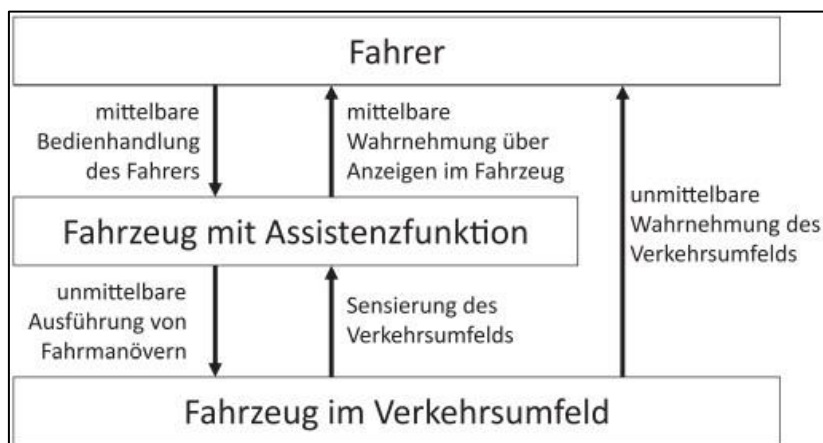 Fahrer
mittelbare
Bedienhandlung
des Fahrers
mittelbare
Wahrnehmung über
Anzeigen im Fahrzeug
unmittelbare
Wahrnehmung des
Verkehrsumfelds
Fahrzeug mit Assistenzfunktion
unmittelbare
Ausführung von
Fahrmanövern
Sensierung des
Verkehrsumfelds
Fahrzeug im Verkehrsumfeld